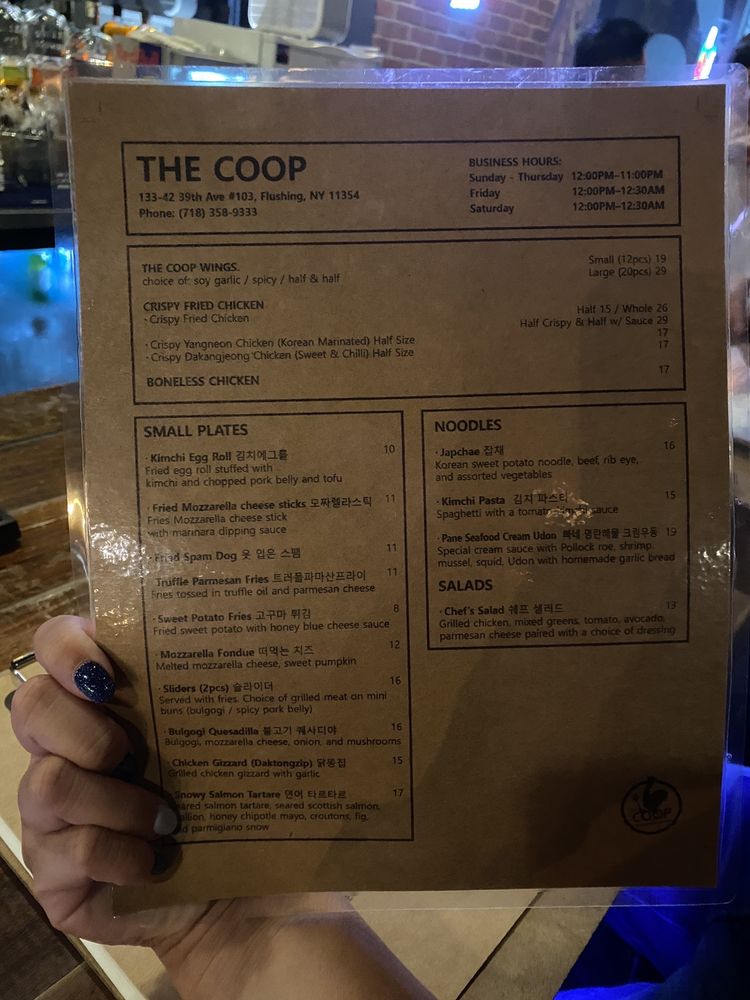 THE COOP
133-42 39th Ave #103, Flushing, NY 11354
Phone: (718) 358-9333
BUSINESS HOURS:
Sunday - Thursday 12:00PM-11:00PM
Friday 12:00PM-12:30AM
Saturday 12:00PM-12:30AM
THE COOP WINGS.
choice of: soy garlic / spicy / half & half
Small (12pcs) 19
Large (20pcs) 29
CRISPY FRIED CHICKEN
· Crispy Fried Chicken
Half 15 / Whole 26
Half Crispy & Half w/ Sauce 29
· Crispy Yangneon Chicken (Korean Marinated) Half Size 17
· Crispy Dakangjeong Chicken (Sweet & Chilli) Half Size 17
BONELESS CHICKEN 17
SMALL PLATES
· Kimchi Egg Roll 김치에그롤 10
Fried egg roll stuffed with
kimchi and chopped pork belly and tofu
· Fried Mozzarella cheese sticks 모짜렐라스틱 11
Fries Mozzarella cheese stick
with marinara dipping sauce
· Fried Spam Dog 옷 입은 스팸 11
Truffle Parmesan Fries 트러플파마산프라이 11
Fries tossed in truffle oil and parmesan cheese
· Sweet Potato Fries 고구마 튀김 8
Fried sweet potato with honey blue cheese sauce
· Mozzarella Fondue 떠먹는 치즈 12
Melted mozzarella cheese, sweet pumpkin
· Sliders (2pcs) 슬라이더 16
Served with fries. Choice of grilled meat on mini
buns (bulgogi / spicy pork belly)
· Bulgogi Quesadilla 불고기 퀘사디야 16
Bulgogi, mozzarella cheese, onion, and mushrooms
· Chicken Gizzard (Daktongzip) 닭똥집 15
Grilled chicken gizzard with garlic
Snowy Salmon Tartare 연어 타르타르 17
salmon tartare, seared scottish salmon,
honey chipotle mayo, croutons, fig,
parmigiano snow
NOODLES
· Japchae 잡채 16
Korean sweet potato noodle, beef, rib eye,
and assorted vegetables
· Kimchi Pasta 김치 파스타 15
Spaghetti with a tomato kimchi sauce
· Pane Seafood Cream Udon 빠네 명란해물 크림우동 19
Special cream sauce with Pollock roe, shrimp,
mussel, squid, Udon with homemade garlic bread
SALADS
· Chef's Salad 쉐프 샐러드 13
Grilled chicken, mixed greens, tomato, avocado,
parmesan cheese paired with a choice of dressing
COOP